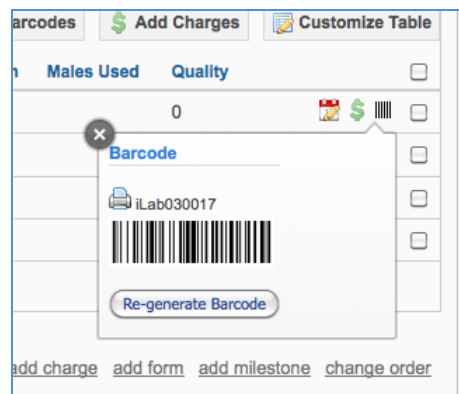 arcodes Add Charges Customize Table
Males Used Quality
0
Barcode
iLab030017
Re-generate Barcode
add charge add form add milestone change order